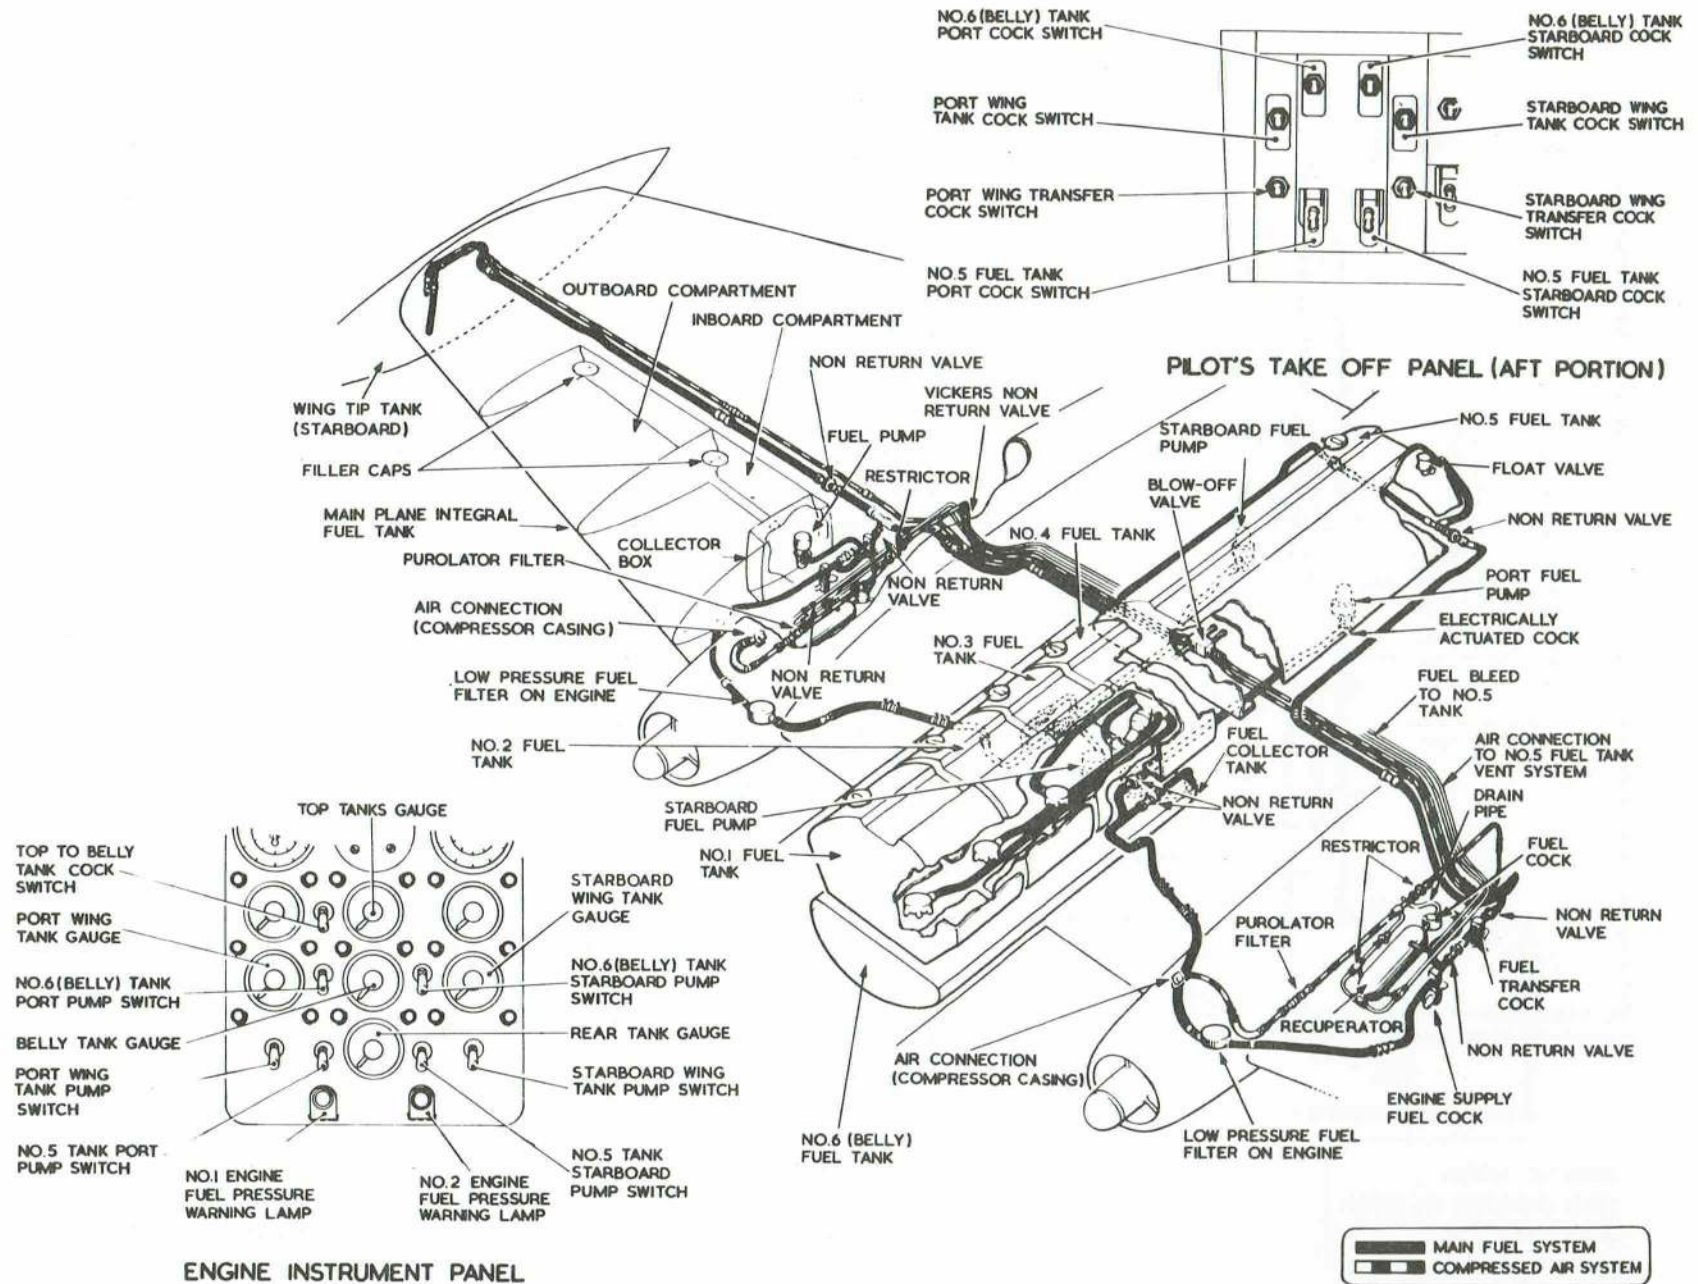 NO.6 (BELLY) TANK
PORT COCK SWITCH
NO.6 (BELLY) TANK
STARBOARD COCK
SWITCH
PORT WING
TANK COCK SWITCH
STARBOARD WING
TANK COCK SWITCH
PORT WING TRANSFER
COCK SWITCH
STARBOARD WING
TRANSFER COCK
SWITCH
NO.5 FUEL TANK
PORT COCK SWITCH
NO.5 FUEL TANK
STARBOARD COCK
SWITCH
PILOT'S TAKE OFF PANEL (AFT PORTION)
OUTBOARD COMPARTMENT
INBOARD COMPARTMENT
NON RETURN VALVE
VICKERS NON
RETURN VALVE
WING TIP TANK
(STARBOARD)
FUEL PUMP
STARBOARD FUEL
PUMP
NO.5 FUEL TANK
FILLER CAPS
RESTRICTOR
BLOW-OFF
VALVE
FLOAT VALVE
MAIN PLANE INTEGRAL
FUEL TANK
NON RETURN VALVE
COLLECTOR
BOX
NO.4 FUEL TANK
PUROLATOR FILTER
NON RETURN
VALVE
PORT FUEL
PUMP
AIR CONNECTION
(COMPRESSOR CASING)
ELECTRICALLY
ACTUATED COCK
NO.3 FUEL
TANK
LOW PRESSURE FUEL
FILTER ON ENGINE
NON RETURN
VALVE
FUEL BLEED
TO NO.5
TANK
NO.2 FUEL
TANK
FUEL
COLLECTOR
TANK
AIR CONNECTION
TO NO.5 FUEL TANK
VENT SYSTEM
STARBOARD
FUEL PUMP
NON RETURN
VALVE
DRAIN
PIPE
NO.1 FUEL
TANK
RESTRICTOR
FUEL
COCK
PUROLATOR
FILTER
NON RETURN
VALVE
FUEL
TRANSFER
COCK
RECUPERATOR
NON RETURN VALVE
AIR CONNECTION
(COMPRESSOR CASING)
ENGINE SUPPLY
FUEL COCK
NO.6 (BELLY)
FUEL TANK
LOW PRESSURE FUEL
FILTER ON ENGINE
TOP TANKS GAUGE
TOP TO BELLY
TANK COCK
SWITCH
STARBOARD
WING TANK
GAUGE
PORT WING
TANK GAUGE
NO.6 (BELLY) TANK
PORT PUMP SWITCH
NO.6 (BELLY) TANK
STARBOARD PUMP
SWITCH
BELLY TANK GAUGE
REAR TANK GAUGE
PORT WING
TANK PUMP
SWITCH
STARBOARD WING
TANK PUMP SWITCH
NO.5 TANK PORT
PUMP SWITCH
NO.5 TANK
STARBOARD
PUMP SWITCH
NO.1 ENGINE
FUEL PRESSURE
WARNING LAMP
NO.2 ENGINE
FUEL PRESSURE
WARNING LAMP
ENGINE INSTRUMENT PANEL
MAIN FUEL SYSTEM
COMPRESSED AIR SYSTEM